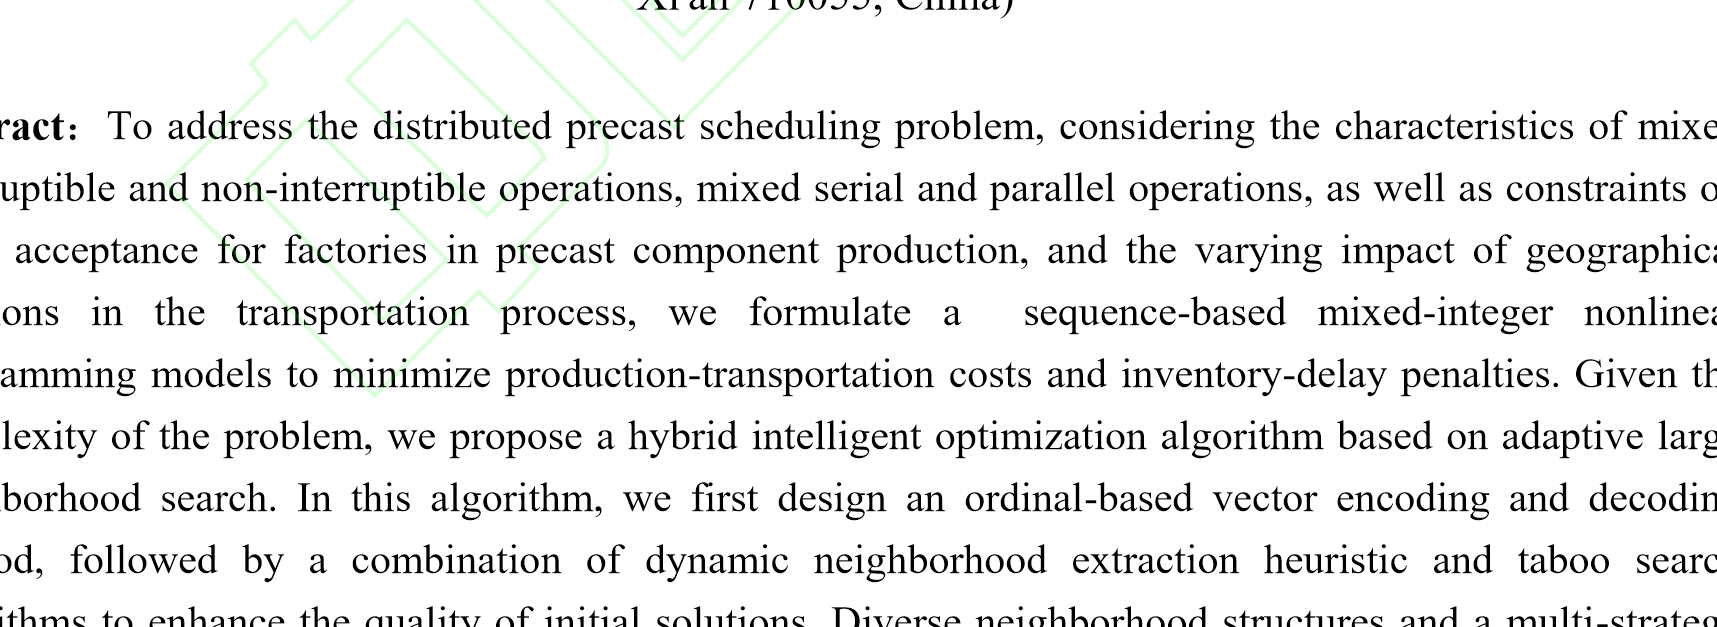 Xi'an 710055, China)
ract： To address the distributed precast scheduling problem, considering the characteristics of mixe
uptible and non-interruptible operations, mixed serial and parallel operations, as well as constraints o
acceptance for factories in precast component production, and the varying impact of geographica
ions in the transportation process, we formulate a sequence-based mixed-integer nonlinea
amming models to minimize production-transportation costs and inventory-delay penalties. Given th
lexity of the problem, we propose a hybrid intelligent optimization algorithm based on adaptive larg
borhood search. In this algorithm, we first design an ordinal-based vector encoding and decodin
od, followed by a combination of dynamic neighborhood extraction heuristic and taboo searc
ithms to enhance the quality of initial solutions. Diverse neighborhood structures and a multi-strateg